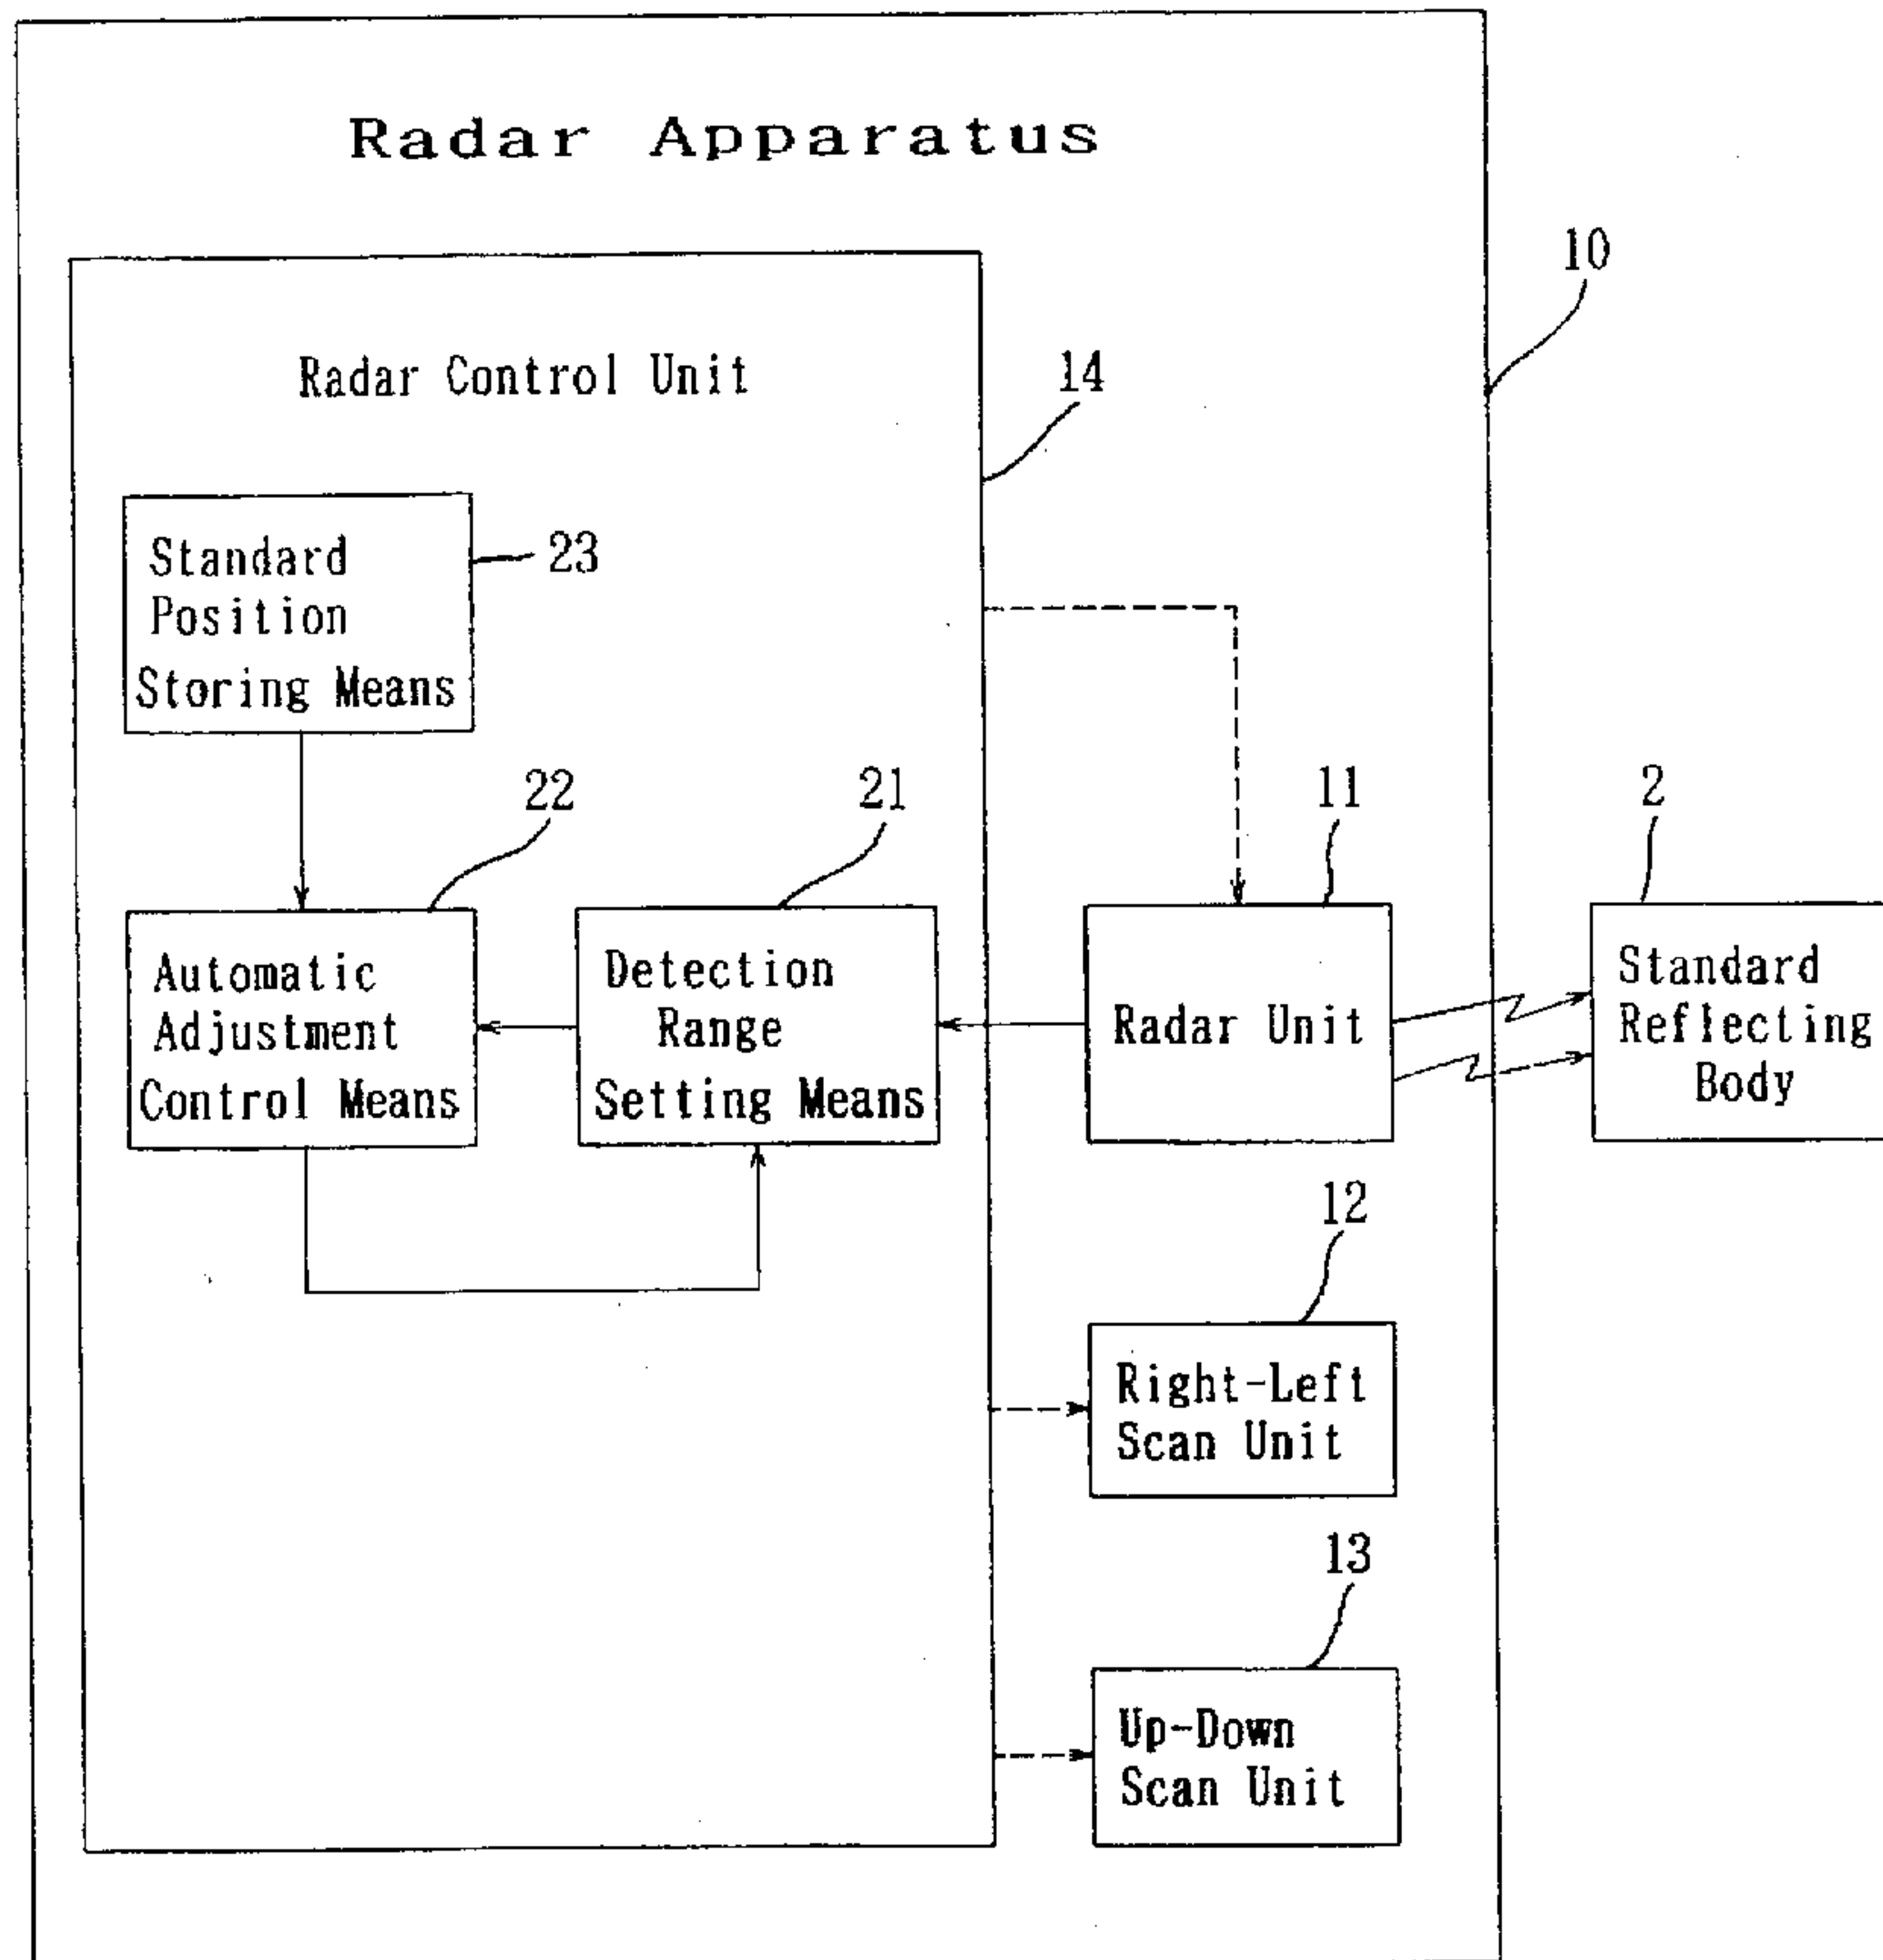 Radar Apparatus
10
Radar Control Unit
14
Standard
Position
Storing Means
23
22
21
11
2
Automatic
Adjustment
Control Means
Detection
Range
Setting Means
Radar Unit
Standard
Reflecting
Body
12
Right-Left
Scan Unit
13
Up-Down
Scan Unit